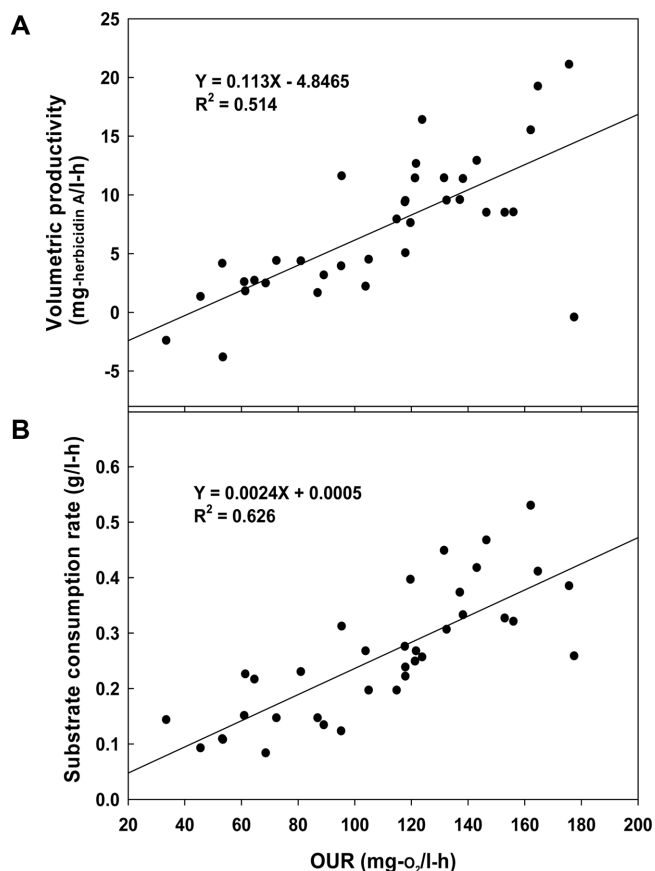 A
25
20
15
10
5
0
-5
Volumetric productivity
(mg-herbicidin A/l-h)
Y = 0.113X - 4.8465
R² = 0.514
B
0.6
0.5
0.4
0.3
0.2
0.1
0.0
Substrate consumption rate (g/l-h)
Y = 0.0024X + 0.0005
R² = 0.626
20 40 60 80 100 120 140 160 180 200
OUR (mg-O₂/l-h)